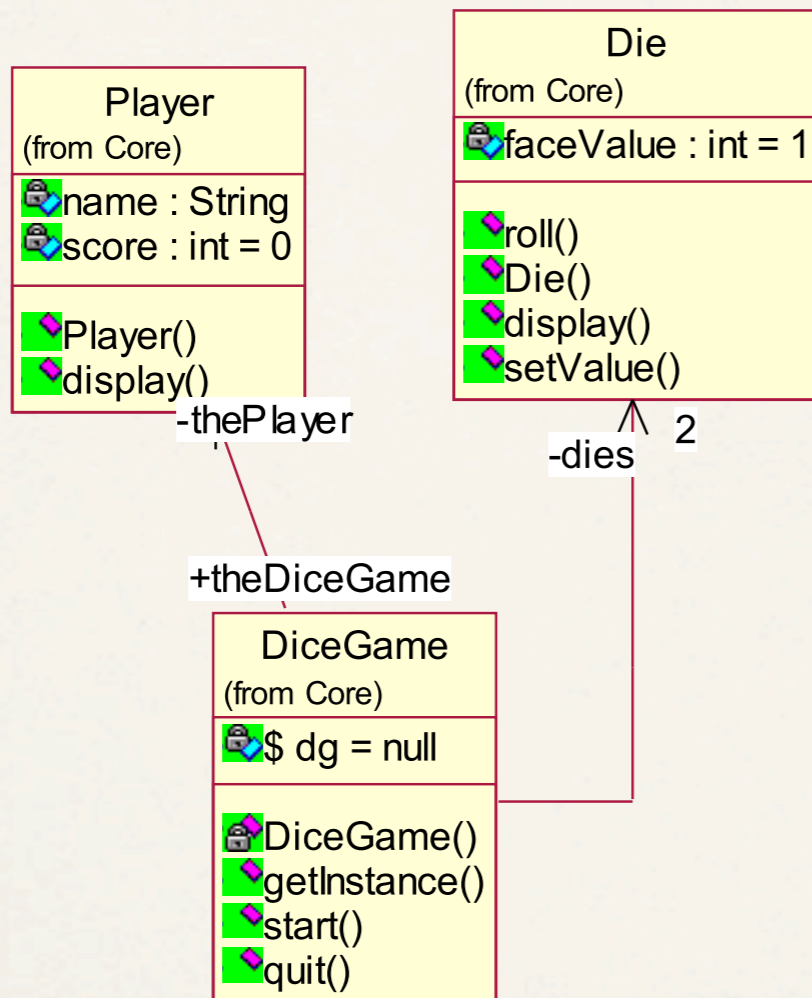 Player
(from Core)
name : String
score : int = 0
Player()
display()
Die
(from Core)
faceValue : int = 1
roll()
Die()
display()
setValue()
-thePlayer
-dies
2
+theDiceGame
DiceGame
(from Core)
$ dg = null
DiceGame()
getInstance()
start()
quit()